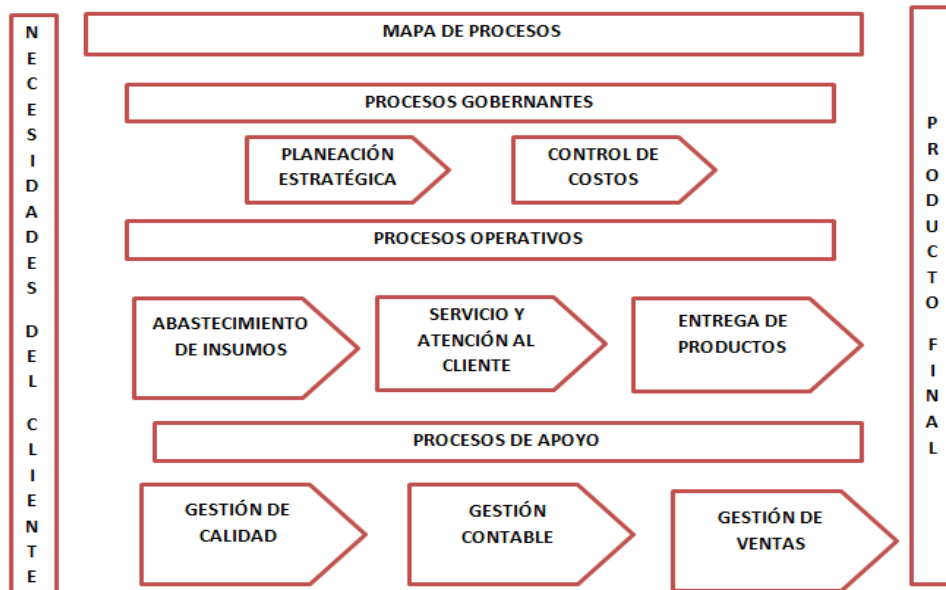 NECESIDADES DEL CLIENTE
MAPA DE PROCESOS
PROCESOS GOBERNANTES
PLANEACIÓN
ESTRATÉGICA
CONTROL DE
COSTOS
PROCESOS OPERATIVOS
ABASTECIMIENTO
DE INSUMOS
SERVICIO Y
ATENCIÓN AL
CLIENTE
ENTREGA DE
PRODUCTOS
PROCESOS DE APOYO
GESTIÓN DE
CALIDAD
GESTIÓN
CONTABLE
GESTIÓN DE
VENTAS
PRODUCTO FINAL